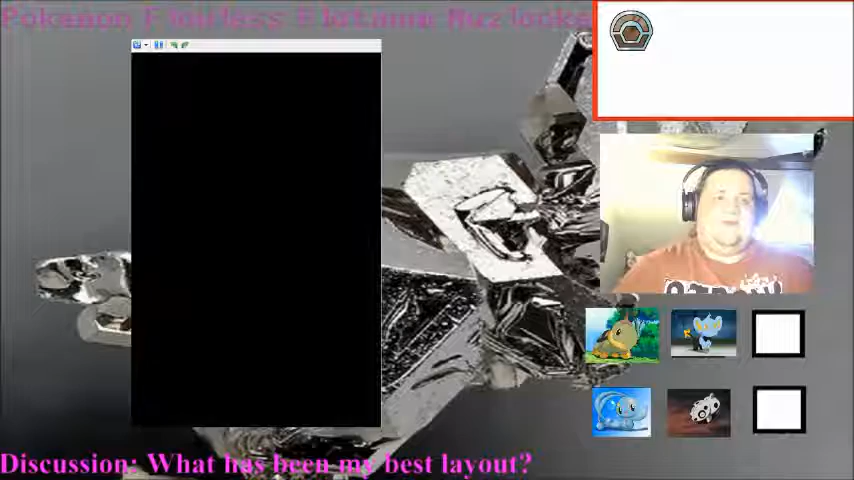 Pokemon Flawless Platinum Nuzlocke
Discussion: What has been my best layout?